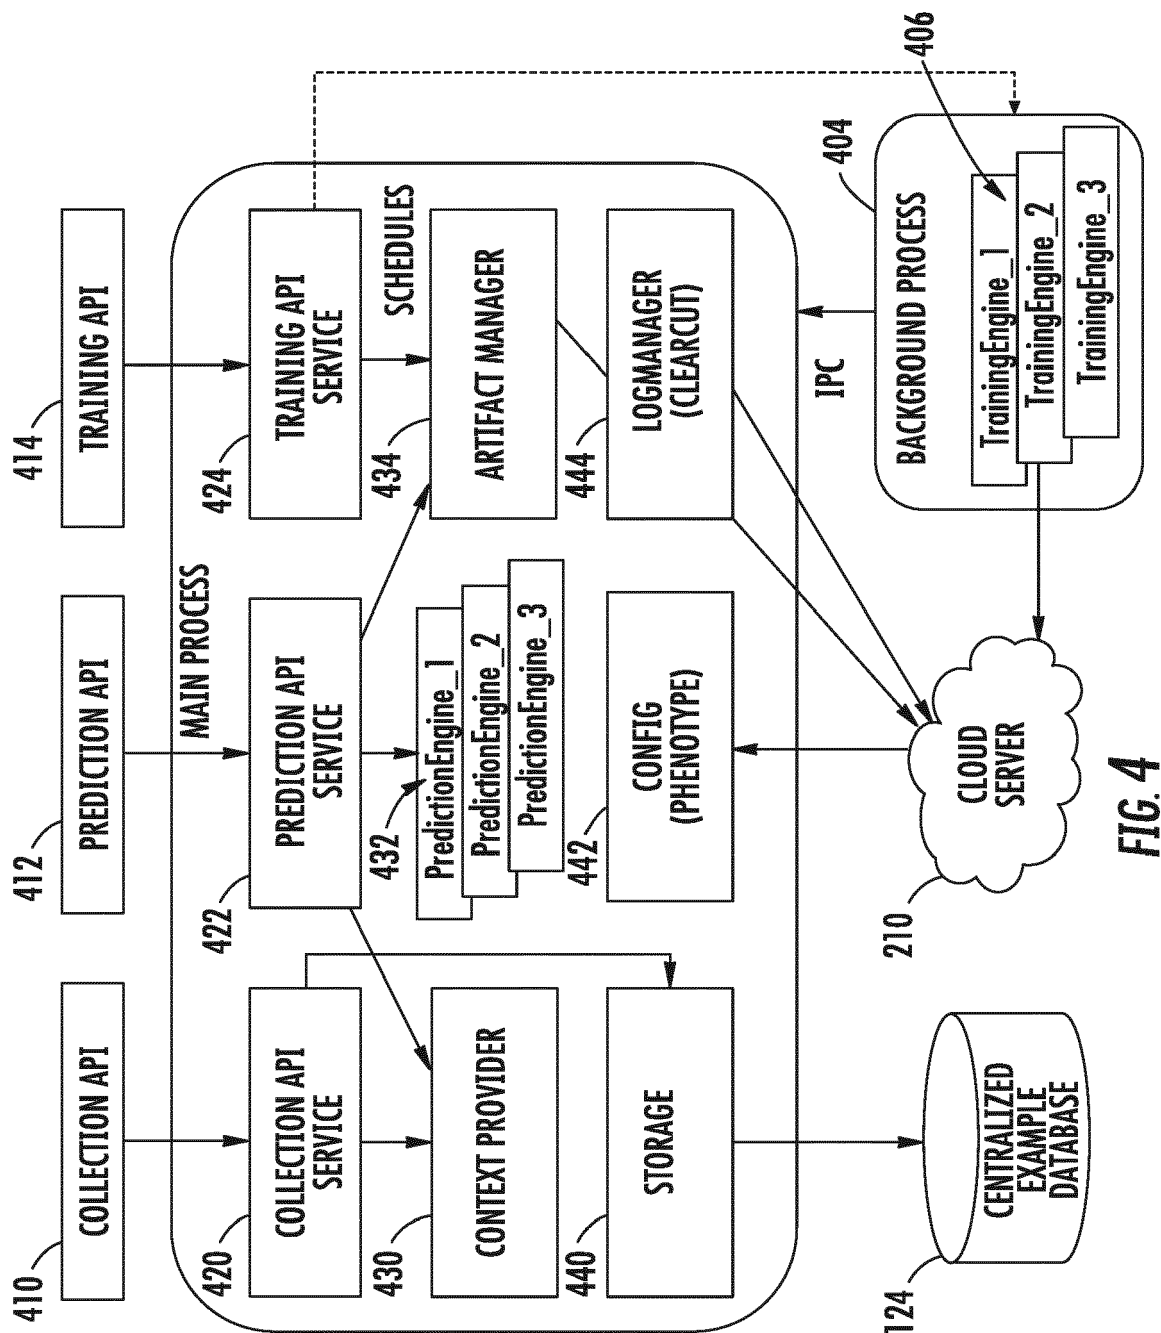 410
COLLECTION API
412
PREDICTION API
414
TRAINING API
MAIN PROCESS
420
COLLECTION API
SERVICE
422
PREDICTION API
SERVICE
424
TRAINING API
SERVICE
SCHEDULES
430
CONTEXT PROVIDER
432
PredictionEngine_1
PredictionEngine_2
PredictionEngine_3
434
ARTIFACT MANAGER
440
STORAGE
442
CONFIG
(PHENOTYPE)
444
LOGMANAGER
(CLEARCUT)
IPC
404
BACKGROUND PROCESS
406
TrainingEngine_1
TrainingEngine_2
TrainingEngine_3
124
CENTRALIZED
EXAMPLE
DATABASE
210
CLOUD
SERVER
FIG. 4